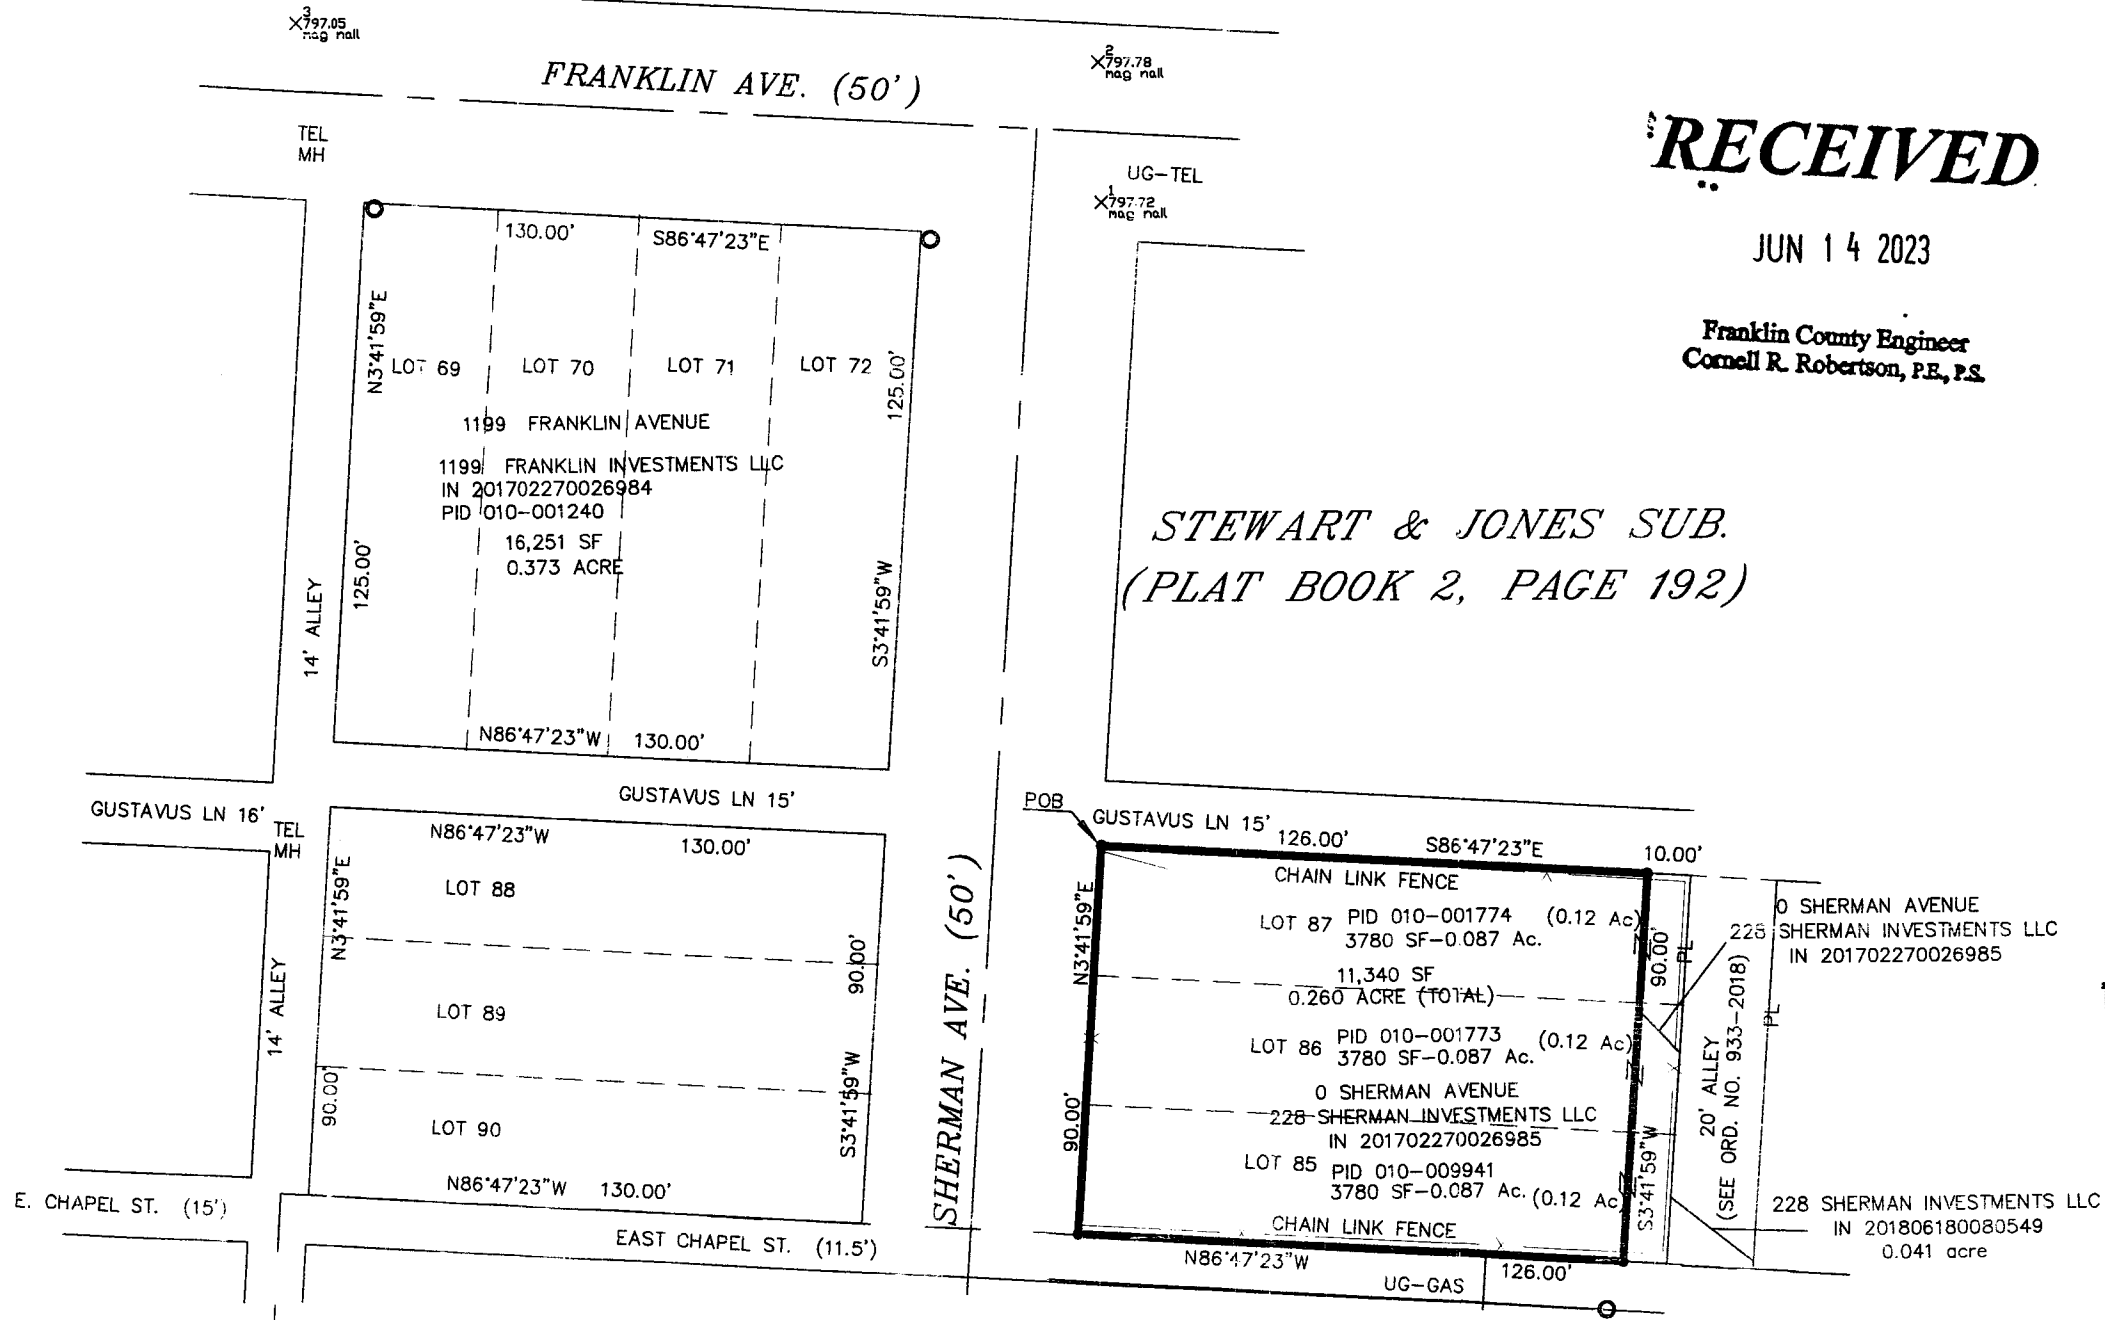 3
797.05
mag nail
2
797.78
mag nail
FRANKLIN AVE. (50')
TEL
MH
UG-TEL
1
797.72
mag nail
RECEIVED
JUN 14 2023
Franklin County Engineer
Cornell R. Robertson, P.E., P.S.
130.00' S86°47'23"E
N3°41'59"E
LOT 69 LOT 70 LOT 71 LOT 72
125.00'
1199 FRANKLIN AVENUE
1199 FRANKLIN INVESTMENTS LLC
IN 201702270026984
PID 010-001240
16,251 SF
0.373 ACRE
125.00'
S3°41'59"W
14' ALLEY
STEWART & JONES SUB.
(PLAT BOOK 2, PAGE 192)
N86°47'23"W 130.00'
GUSTAVUS LN 15'
GUSTAVUS LN 16'
TEL
MH
N86°47'23"W 130.00'
N3°41'59"E
LOT 88
90.00'
14' ALLEY
LOT 89
S3°41'59"W
90.00'
LOT 90
N86°47'23"W 130.00'
E. CHAPEL ST. (15')
EAST CHAPEL ST. (11.5')
SHERMAN AVE. (50')
POB
GUSTAVUS LN 15'
126.00' S86°47'23"E
10.00'
CHAIN LINK FENCE
N3°41'59"E
LOT 87 PID 010-001774 (0.12 Ac)
3780 SF-0.087 Ac.
11,340 SF
0.260 ACRE (TOTAL)
90.00'
PL
PL
LOT 86 PID 010-001773 (0.12 Ac)
3780 SF-0.087 Ac.
0 SHERMAN AVENUE
228 SHERMAN INVESTMENTS LLC
IN 201702270026985
90.00'
LOT 85 PID 010-009941
3780 SF-0.087 Ac. (0.12 Ac)
S3°41'59"W
CHAIN LINK FENCE
N86°47'23"W 126.00'
UG-GAS
20' ALLEY
(SEE ORD. NO. 933-2018)
0 SHERMAN AVENUE
228 SHERMAN INVESTMENTS LLC
IN 201702270026985
228 SHERMAN INVESTMENTS LLC
IN 201806180080549
0.041 acre